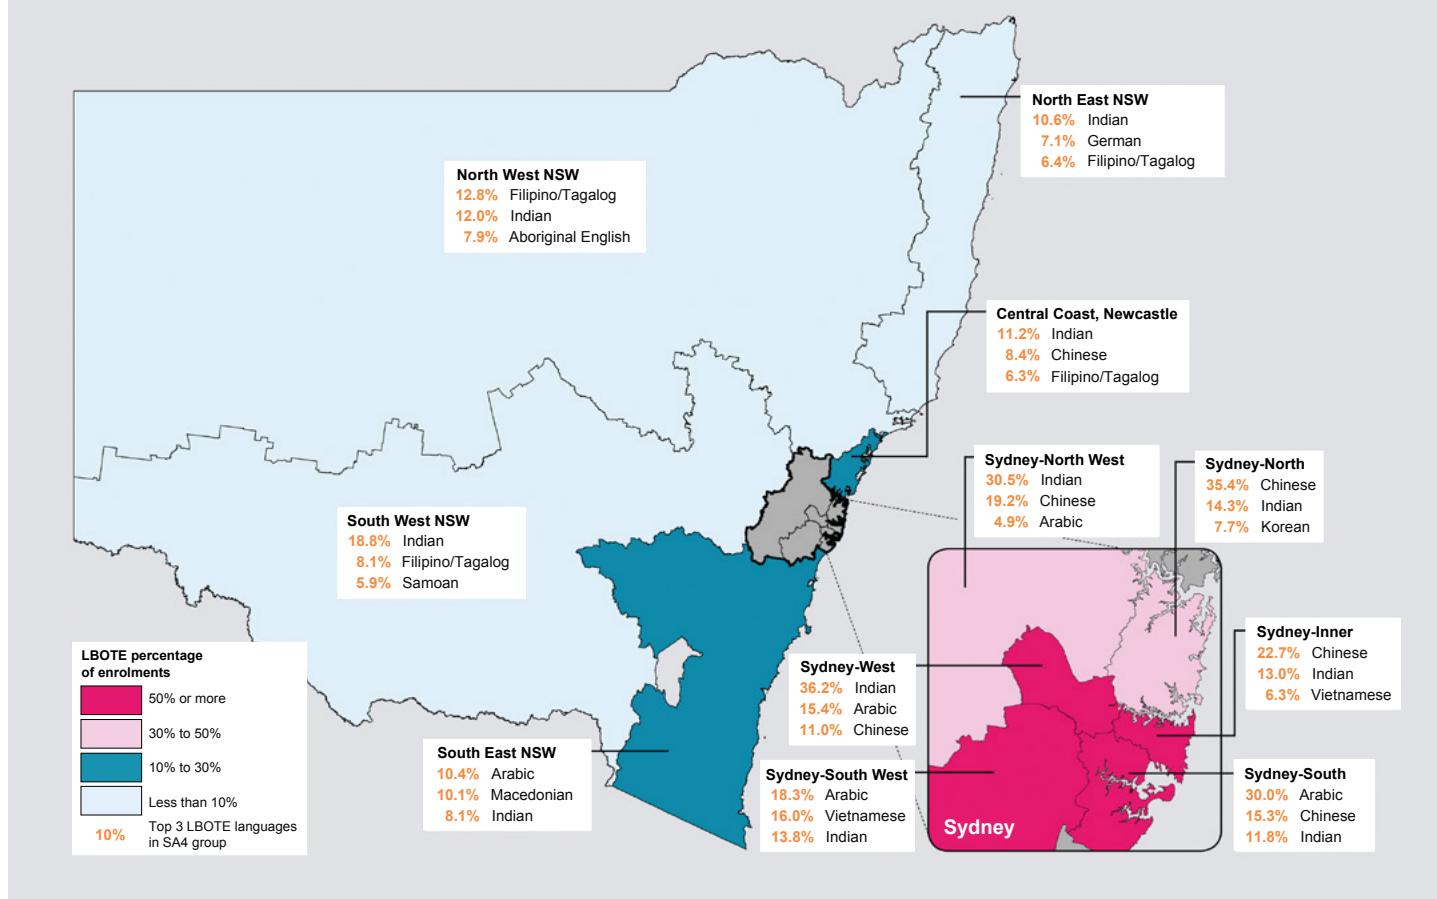 North East NSW
10.6% Indian
7.1% German
6.4% Filipino/Tagalog
North West NSW
12.8% Filipino/Tagalog
12.0% Indian
7.9% Aboriginal English
Central Coast, Newcastle
11.2% Indian
8.4% Chinese
6.3% Filipino/Tagalog
Sydney-North West
30.5% Indian
19.2% Chinese
4.9% Arabic
Sydney-North
35.4% Chinese
14.3% Indian
7.7% Korean
South West NSW
18.8% Indian
8.1% Filipino/Tagalog
5.9% Samoan
Sydney-Inner
22.7% Chinese
13.0% Indian
6.3% Vietnamese
Sydney-West
36.2% Indian
15.4% Arabic
11.0% Chinese
LBOTE percentage
of enrolments
50% or more
30% to 50%
10% to 30%
Less than 10%
10% Top 3 LBOTE languages
in SA4 group
South East NSW
10.4% Arabic
10.1% Macedonian
8.1% Indian
Sydney-South West
18.3% Arabic
16.0% Vietnamese
13.8% Indian
Sydney
Sydney-South
30.0% Arabic
15.3% Chinese
11.8% Indian